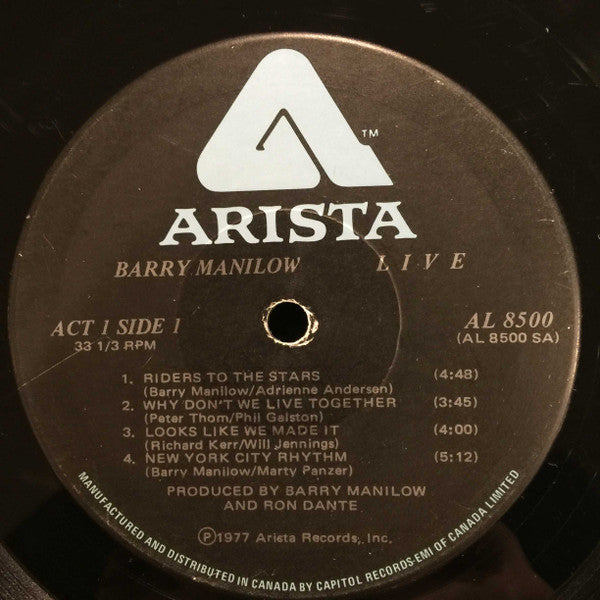 TM
ARISTA
BARRY MANILOW LIVE
ACT 1 SIDE 1 AL 8500
33 1/3 RPM (AL 8500 SA)
1. RIDERS TO THE STARS (4:48)
(Barry Manilow/Adrienne Andersen)
2. WHY DON'T WE LIVE TOGETHER (3:45)
(Peter Thom/Phil Galston)
3. LOOKS LIKE WE MADE IT (4:00)
(Richard Kerr/Will Jennings)
4. NEW YORK CITY RHYTHM (5:12)
(Barry Manilow/Marty Panzer)
PRODUCED BY BARRY MANILOW
AND RON DANTE
Ⓟ1977 Arista Records, Inc.
MANUFACTURED AND DISTRIBUTED IN CANADA BY CAPITOL RECORDS-EMI OF CANADA LIMITED